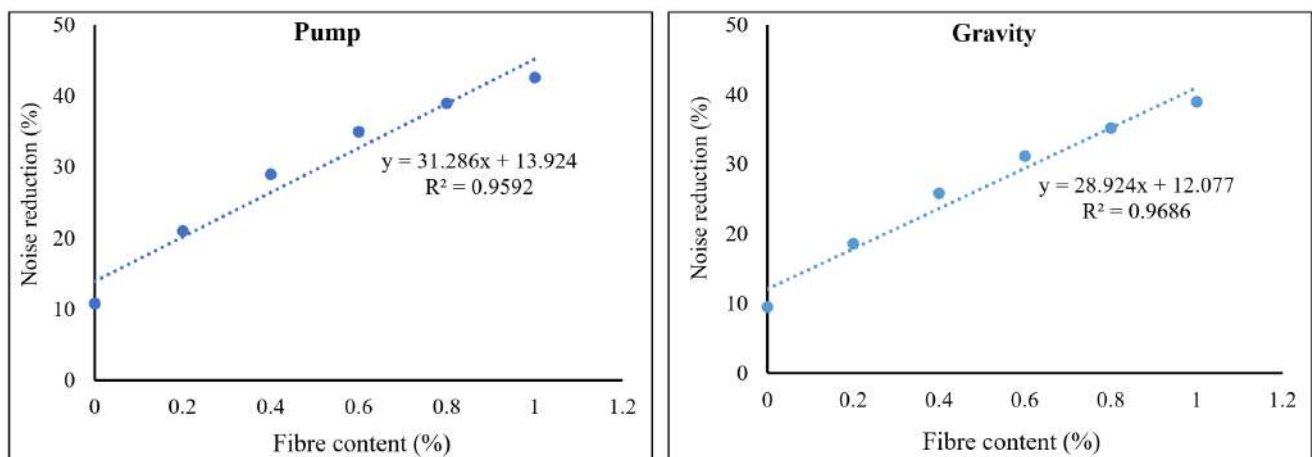 Pump
50
40
30
20
10
0
Noise reduction (%)
y = 31.286x + 13.924
R² = 0.9592
0 0.2 0.4 0.6 0.8 1 1.2
Fibre content (%)
Gravity
50
40
30
20
10
0
Noise reduction (%)
y = 28.924x + 12.077
R² = 0.9686
0 0.2 0.4 0.6 0.8 1 1.2
Fibre content (%)